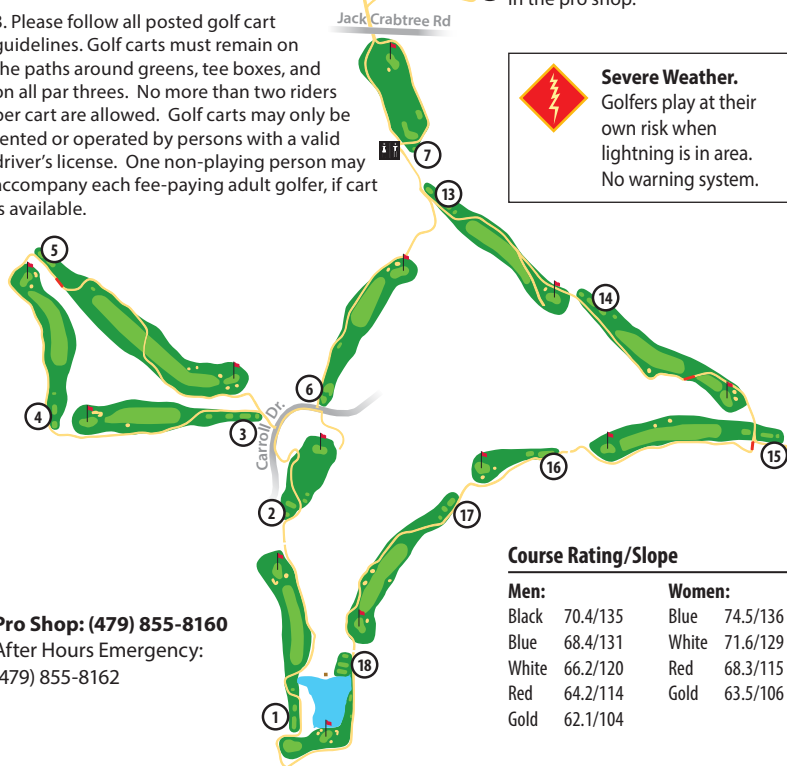 3. Please follow all posted golf cart
guidelines. Golf carts must remain on
the paths around greens, tee boxes, and
on all par threes. No more than two riders
per cart are allowed. Golf carts may only be
rented or operated by persons with a valid
driver's license. One non-playing person may
accompany each fee-paying adult golfer, if cart
is available.
Jack Crabtree Rd
in the pro shop.
Severe Weather.
Golfers play at their
own risk when
lightning is in area.
No warning system.
7
13
5
14
6
4
3
Carroll Dr.
15
16
2
17
18
1
Pro Shop: (479) 855-8160
After Hours Emergency:
(479) 855-8162
Course Rating/Slope
Men: Women:
Black 70.4/135 Blue 74.5/136
Blue 68.4/131 White 71.6/129
White 66.2/120 Red 68.3/115
Red 64.2/114 Gold 63.5/106
Gold 62.1/104